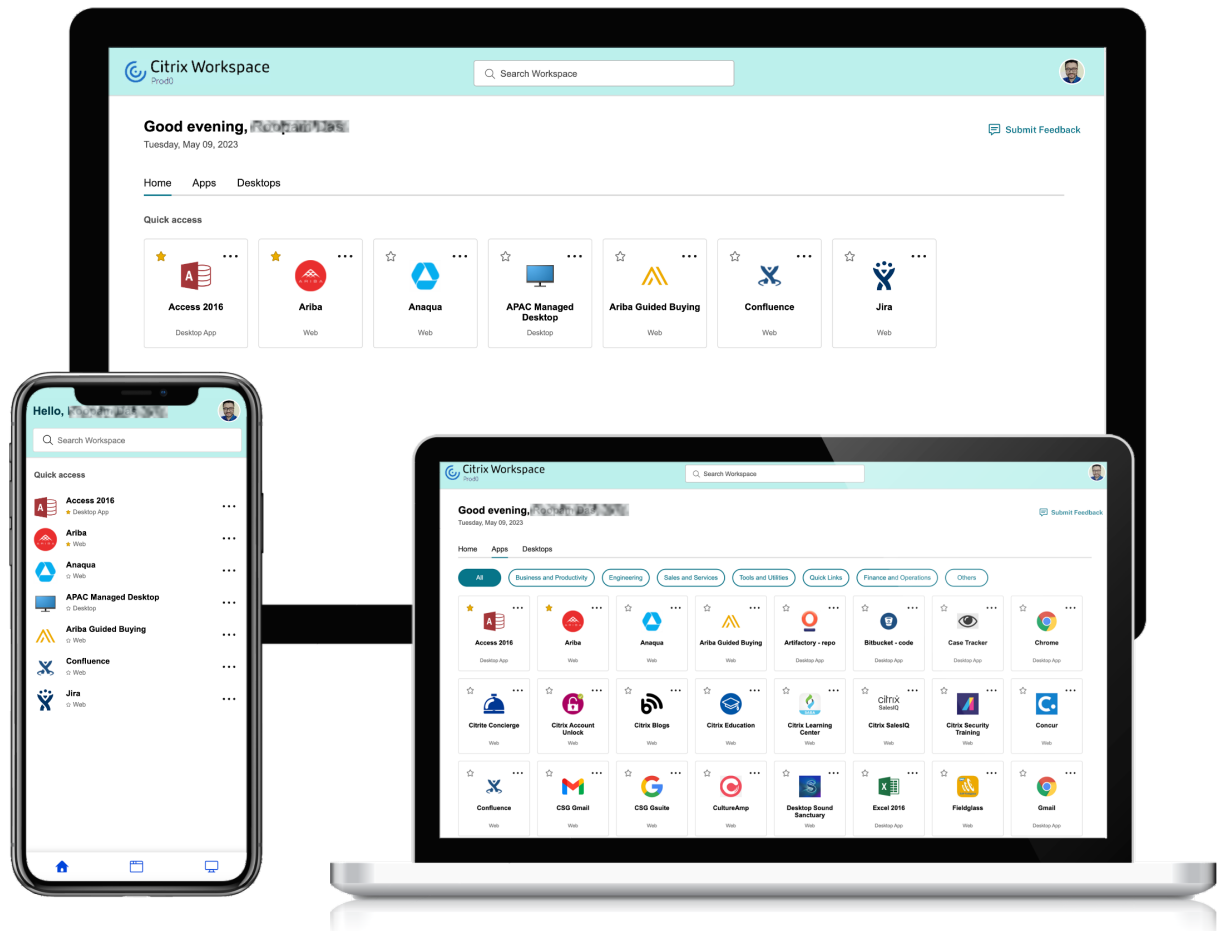 Citrix Workspace
Prod0
Search Workspace
Good evening,
Submit Feedback
Tuesday, May 09, 2023
Home Apps Desktops
Quick access
Access 2016
Desktop App
Ariba
Web
Anaqua
Web
APAC Managed
Desktop
Desktop
Ariba Guided Buying
Web
Confluence
Web
Jira
Web
Hello,
Search Workspace
Quick access
Access 2016
Desktop App
Ariba
Web
Anaqua
Web
APAC Managed Desktop
Desktop
Ariba Guided Buying
Web
Confluence
Web
Jira
Web
Citrix Workspace
Prod0
Search Workspace
Good evening,
Submit Feedback
Tuesday, May 09, 2023
Home Apps Desktops
All Business and Productivity Engineering Sales and Services Tools and Utilities Quick Links Finance and Operations Others
Access 2016
Desktop App
Ariba
Web
Anaqua
Web
Ariba Guided Buying
Web
Artifactory - repo
Desktop App
Bitbucket - code
Desktop App
Case Tracker
Desktop App
Chrome
Desktop App
Citrite Concierge
Web
Citrix Account
Unlock
Web
Citrix Blogs
Web
Citrix Education
Web
Citrix Learning
Center
Web
citrix
SalesIQ
Citrix SalesIQ
Web
Citrix Security
Training
Web
Concur
Web
Confluence
Web
CSG Gmail
Web
CSG Gsuite
Web
CultureAmp
Web
Desktop Sound
Sanctuary
Web
Excel 2016
Desktop App
Fieldglass
Web
Gmail
Desktop App